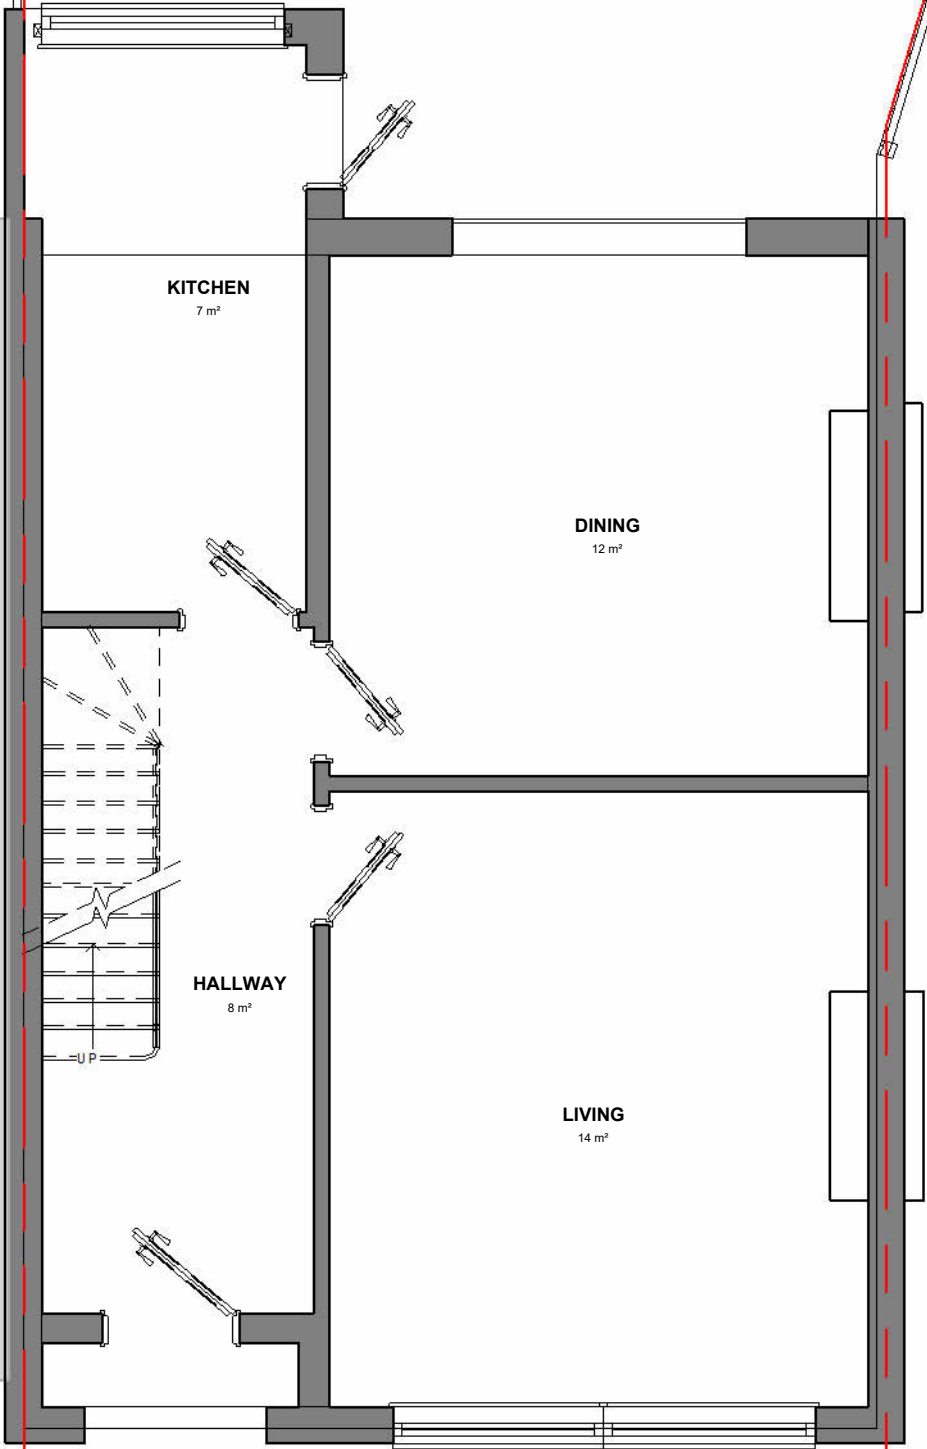 KITCHEN
7 m²
DINING
12 m²
HALLWAY
8 m²
UP
LIVING
14 m²